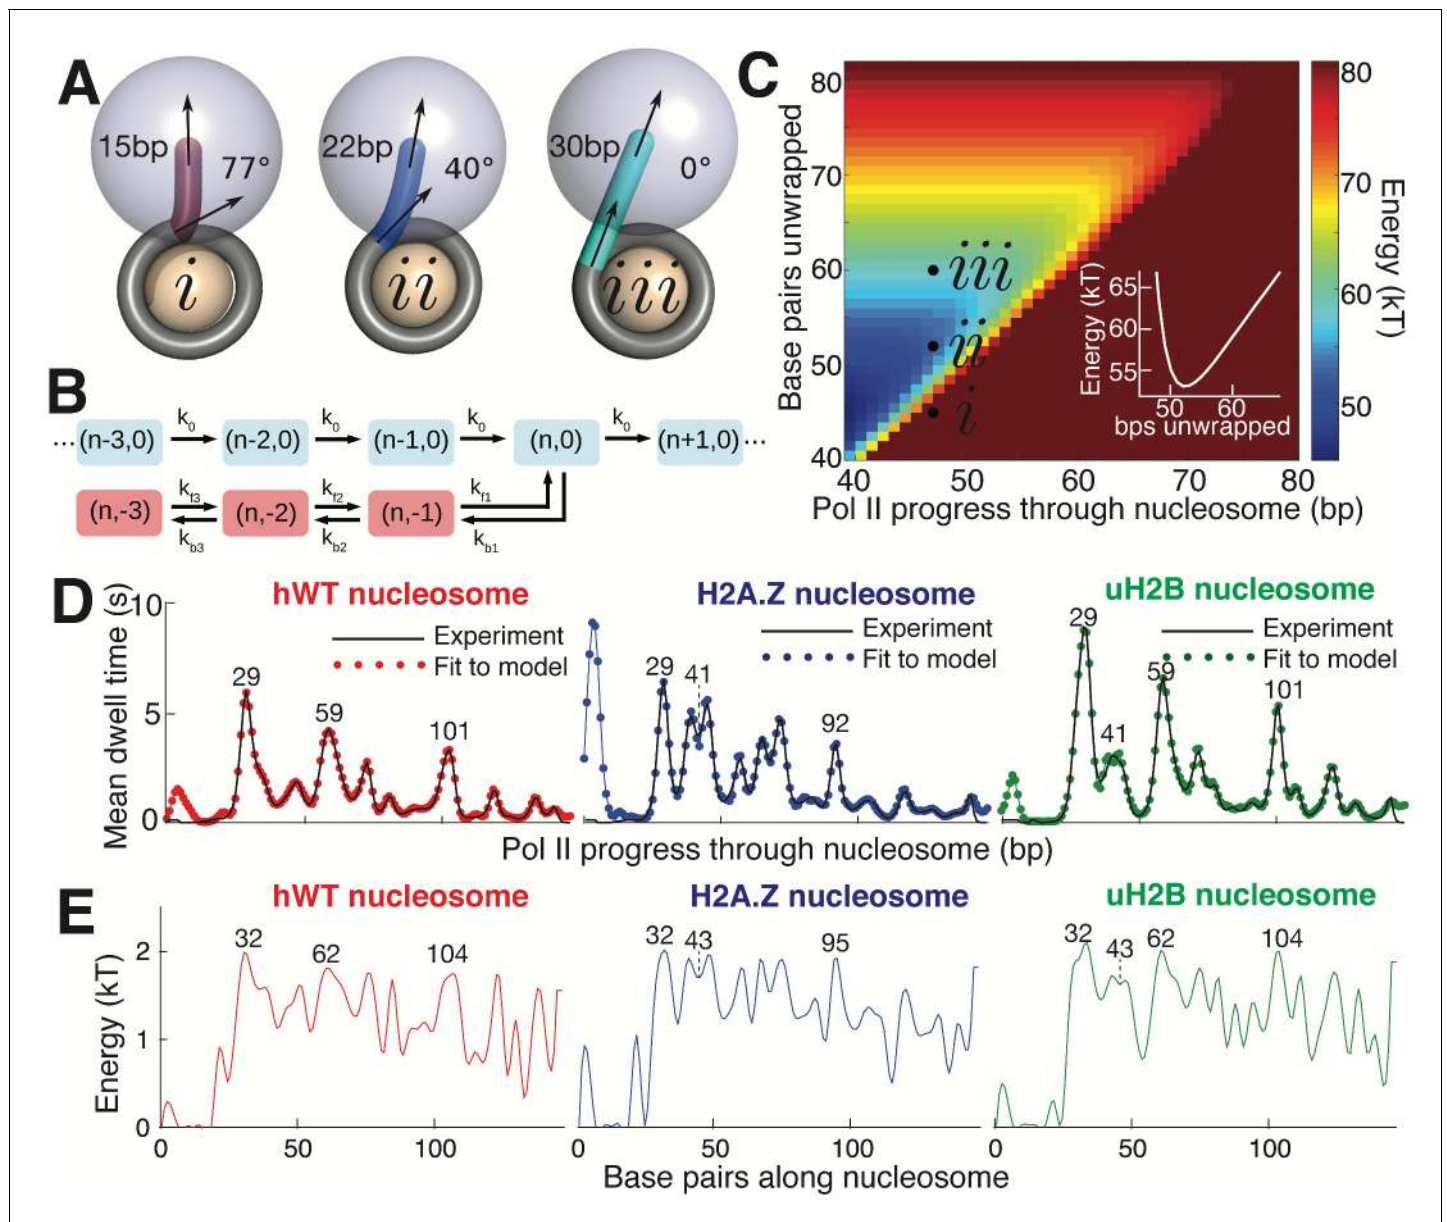 A
15bp
77°
i
22bp
40°
ii
30bp
0°
iii
B
...(n-3,0)
k0
(n-2,0)
k0
(n-1,0)
k0
(n,0)
k0
(n+1,0)...
(n,-3)
kf3
kb3
(n,-2)
kf2
kb2
(n,-1)
kf1
kb1
C
Base pairs unwrapped
80
70
60
50
40
iii
ii
i
40
50
60
70
80
Pol II progress through nucleosome (bp)
Energy (kT)
65
60
55
50
60
bps unwrapped
80
70
60
50
Energy (kT)
D
Mean dwell time (s)
10
5
0
hWT nucleosome
Experiment
Fit to model
29
59
101
H2A.Z nucleosome
Experiment
Fit to model
29
41
92
uH2B nucleosome
Experiment
Fit to model
29
41
59
101
Pol II progress through nucleosome (bp)
E
Energy (kT)
2
1
0
hWT nucleosome
32
62
104
0
50
100
H2A.Z nucleosome
32
43
95
0
50
100
uH2B nucleosome
32
43
62
104
0
50
100
Base pairs along nucleosome